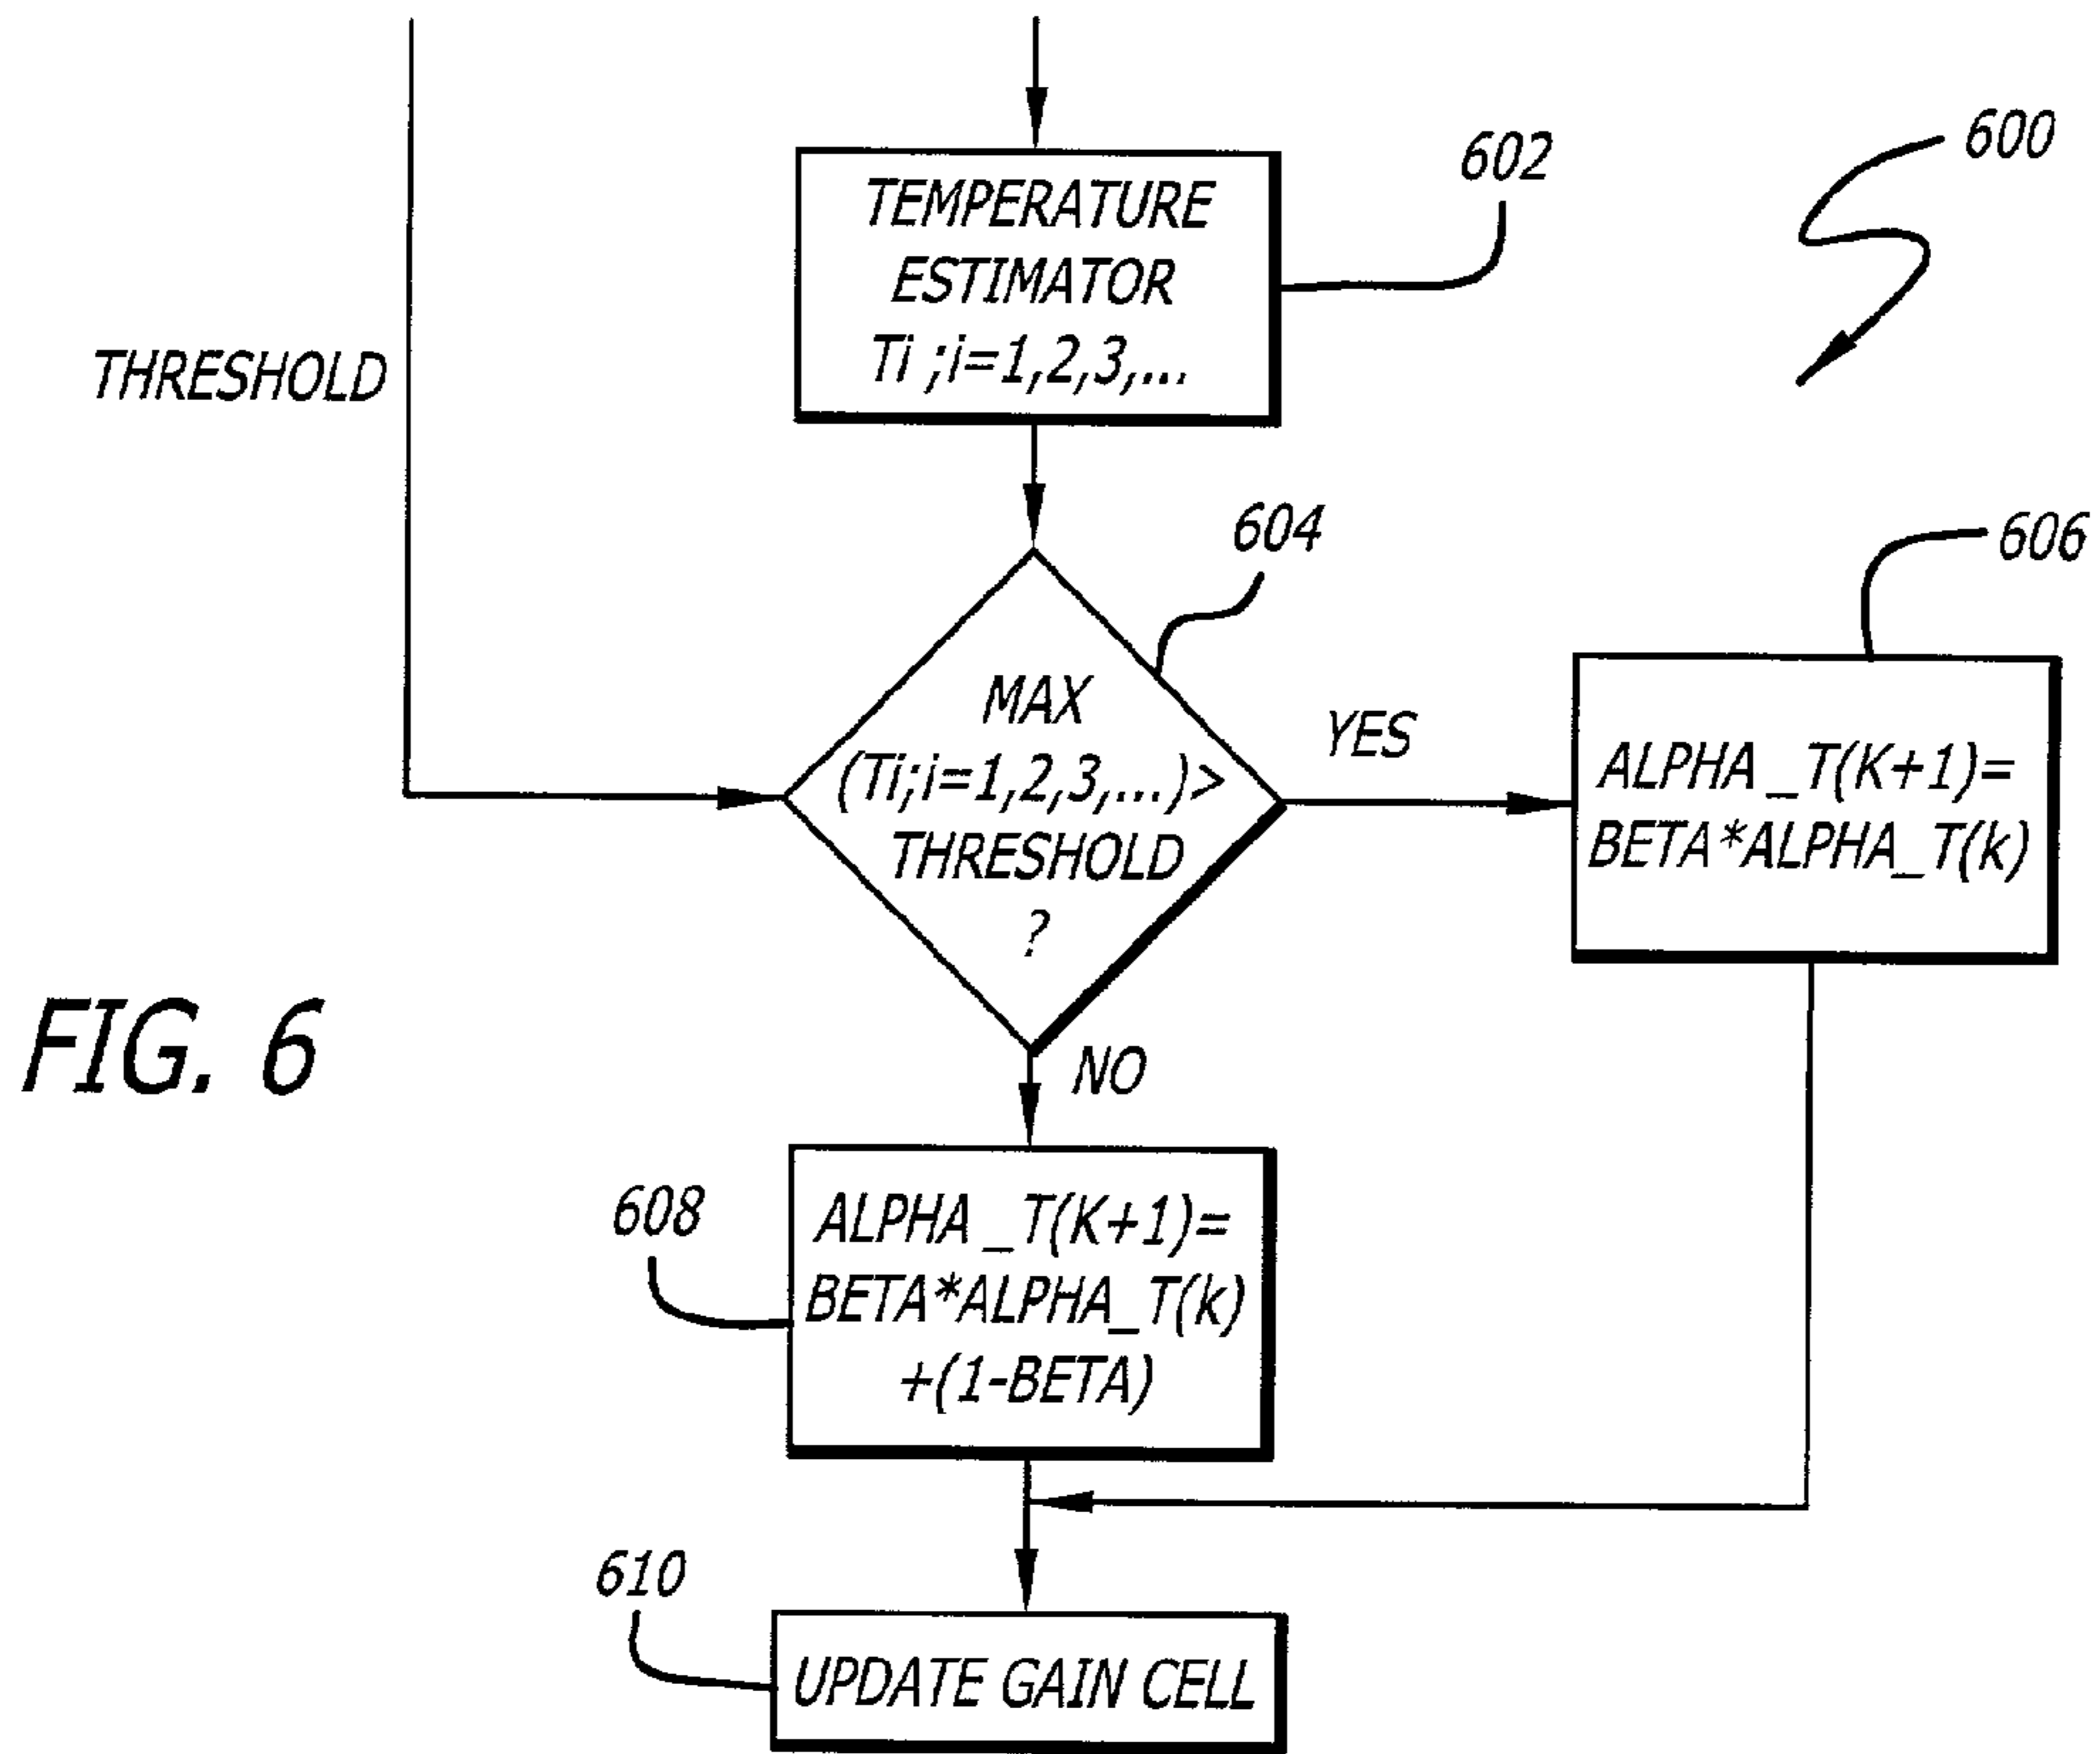 600
602
TEMPERATURE
ESTIMATOR
Ti ;i=1,2,3,...
THRESHOLD
604
606
MAX
(Ti;i=1,2,3,...)>
THRESHOLD
?
YES
ALPHA _T(K+1)=
BETA*ALPHA_T(k)
FIG. 6
NO
608
ALPHA _T(K+1)=
BETA*ALPHA_T(k)
+(1-BETA)
610
UPDATE GAIN CELL